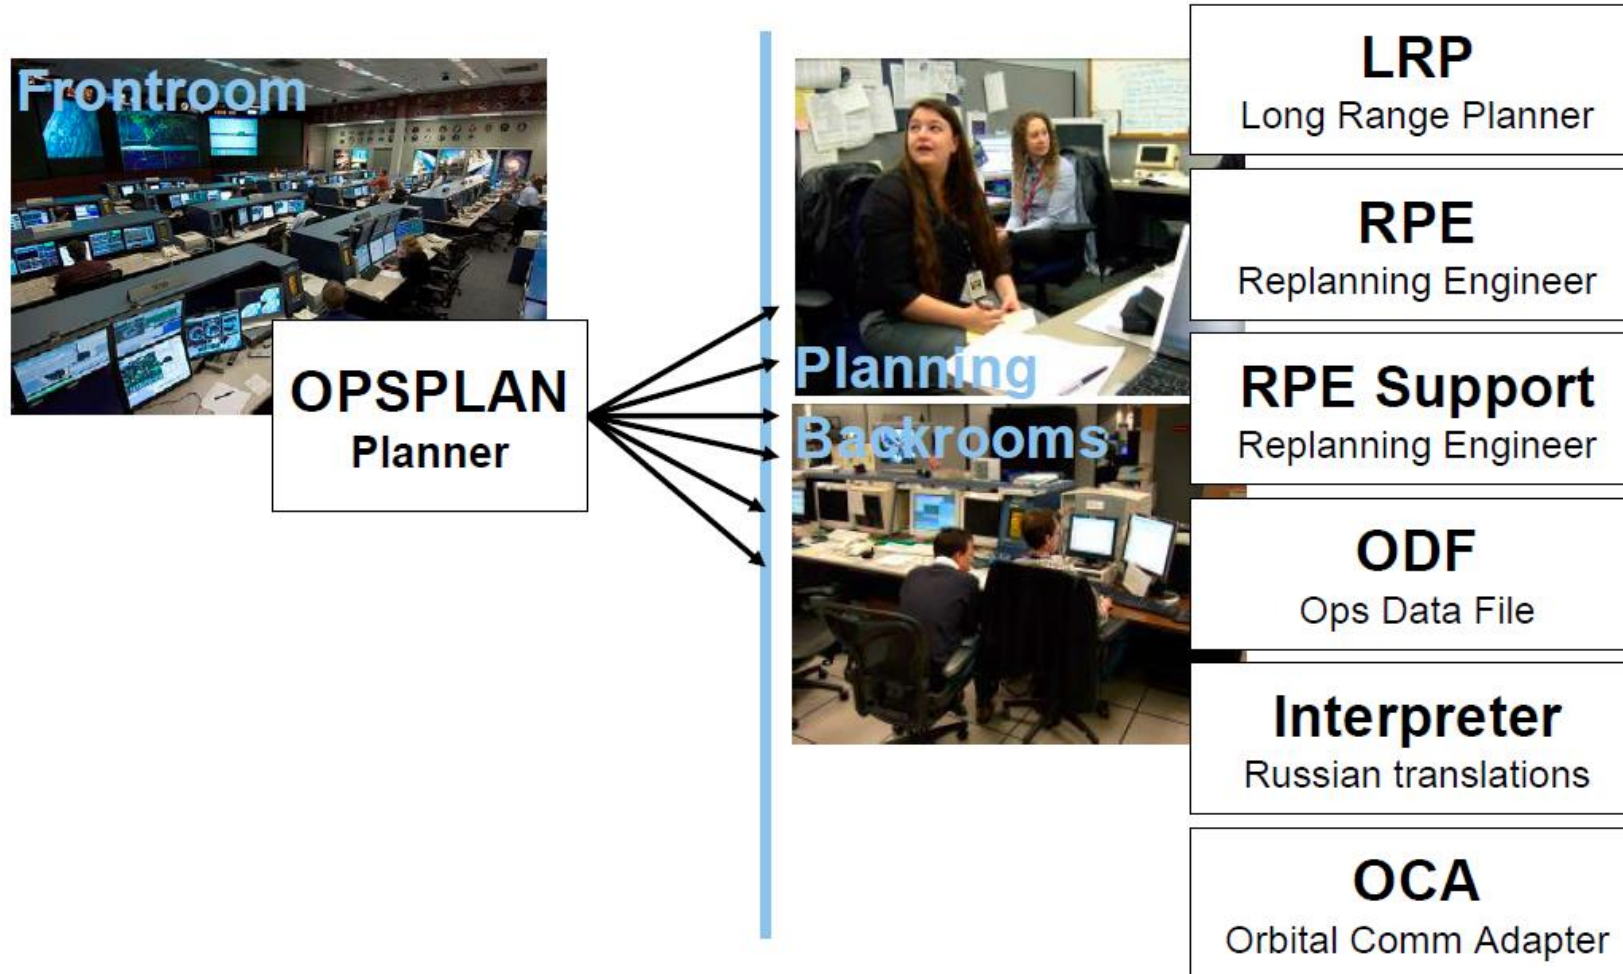 Frontroom
OPSPLAN
Planner
Planning
Backrooms
LRP
Long Range Planner
RPE
Replanning Engineer
RPE Support
Replanning Engineer
ODF
Ops Data File
Interpreter
Russian translations
OCA
Orbital Comm Adapter